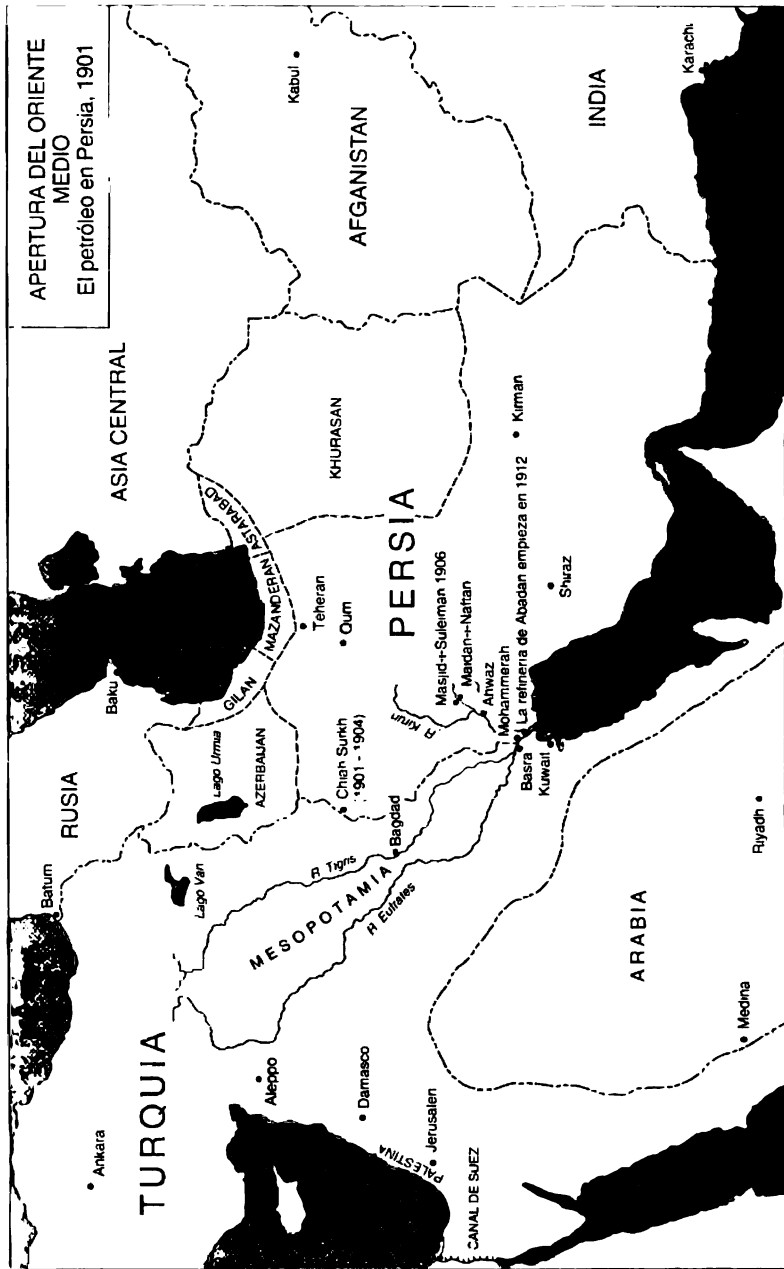 APERTURA DEL ORIENTE
MEDIO
El petróleo en Persia, 1901
RUSIA
ASIA CENTRAL
Batum
Baku
Ankara
TURQUIA
Lago Van
Lago Urmia
AZERBAIJAN
GILAN
MAZANDERAN
ASTARABAD
Teheran
Qum
KHURASAN
Kabul
AFGANISTAN
Aleppo
Damasco
PALESTINA
Jerusalen
CANAL DE SUEZ
MESOPOTAMIA
R Tigris
R Eufrates
Bagdad
Chiah Surkh
1901 - 1904)
PERSIA
R Kirun
Masjid-i-Suleiman 1906
Maidan-i-Naftan
Ahwaz
Mohammerah
La refinería de Abadan empieza en 1912
Basra
Kuwait
Shiraz
Kirman
INDIA
Karachi
ARABIA
Medina
Riyadh